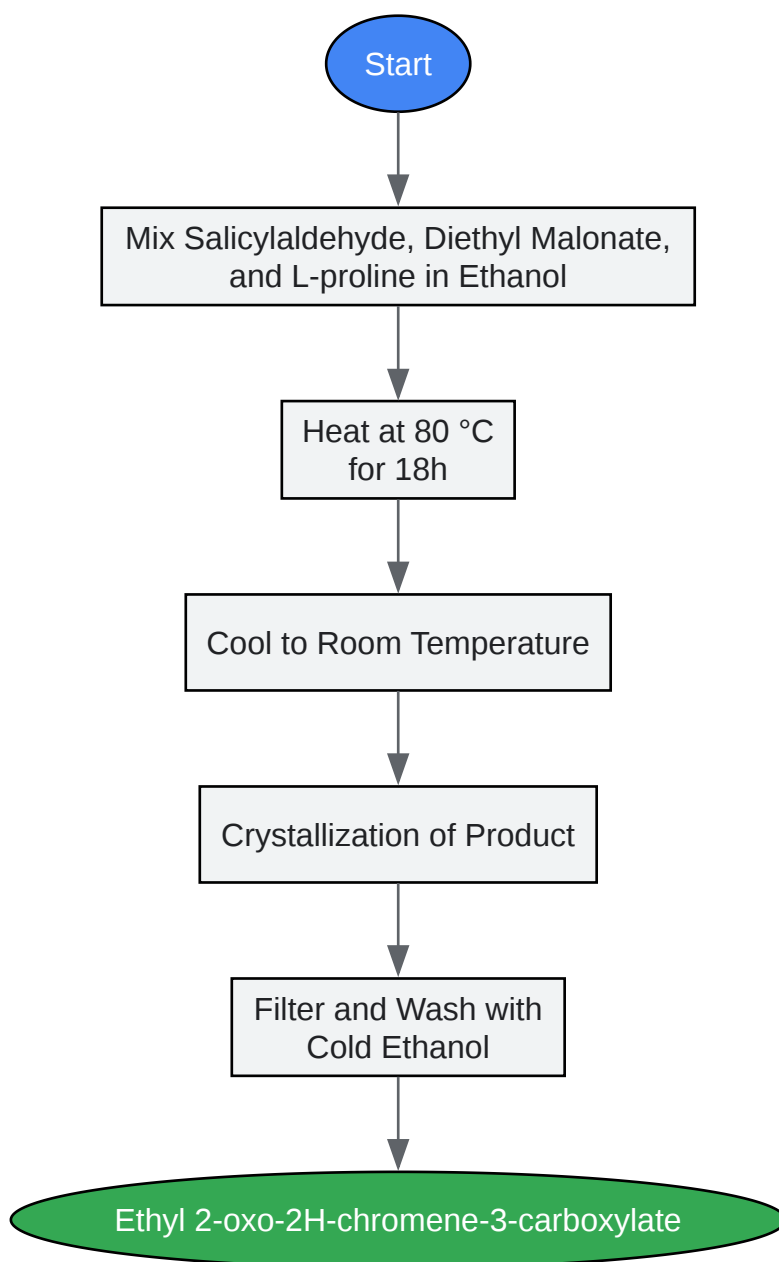 Start
Mix Salicylaldehyde, Diethyl Malonate,
and L-proline in Ethanol
Heat at 80 °C
for 18h
Cool to Room Temperature
Crystallization of Product
Filter and Wash with
Cold Ethanol
Ethyl 2-oxo-2H-chromene-3-carboxylate